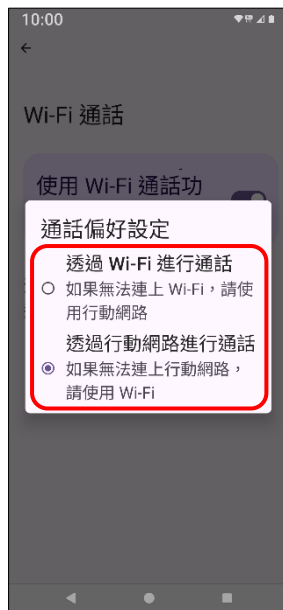 10:00
Wi-Fi 通話
使用 Wi-Fi 通話功
通話偏好設定
透過 Wi-Fi 進行通話
如果無法連上 Wi-Fi，請使
用行動網路
透過行動網路進行通話
如果無法連上行動網路，
請使用 Wi-Fi